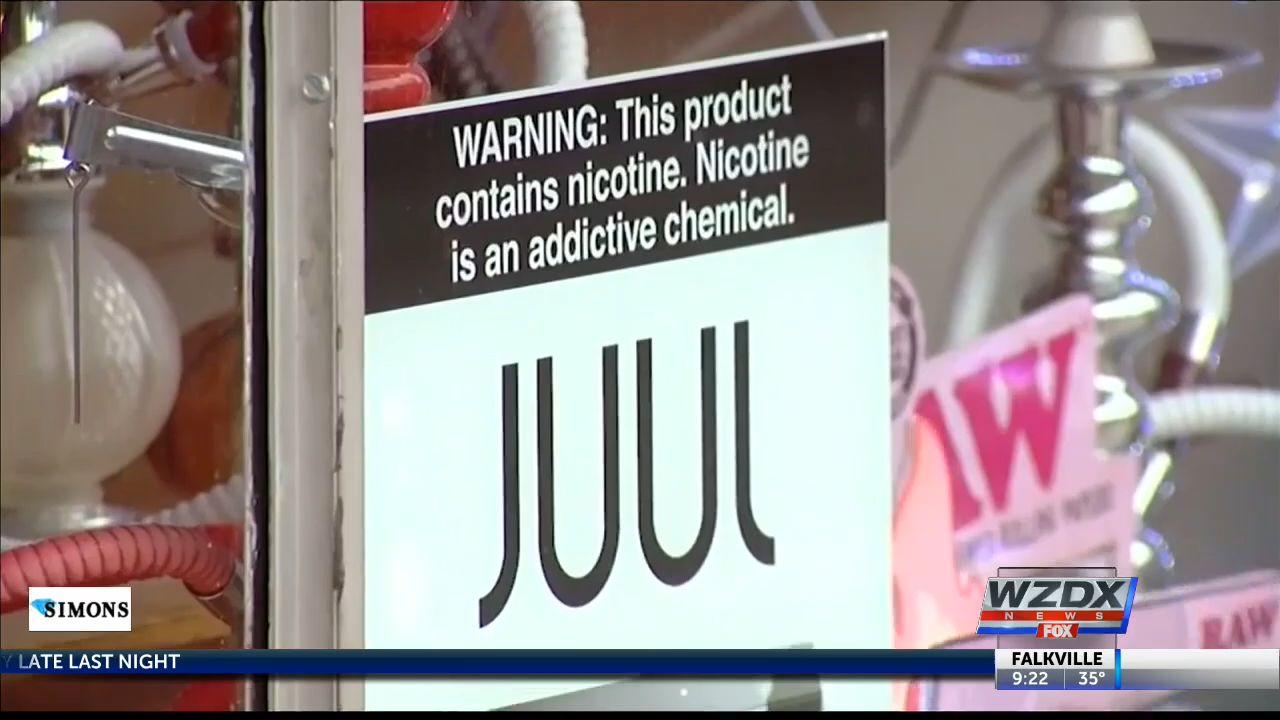 WARNING: This product
contains nicotine. Nicotine
is an addictive chemical.
JUUL
RAW
SIMONS
WZDX
NEWS
FOX
RAW
LATE LAST NIGHT
FALKVILLE
9:22 35°